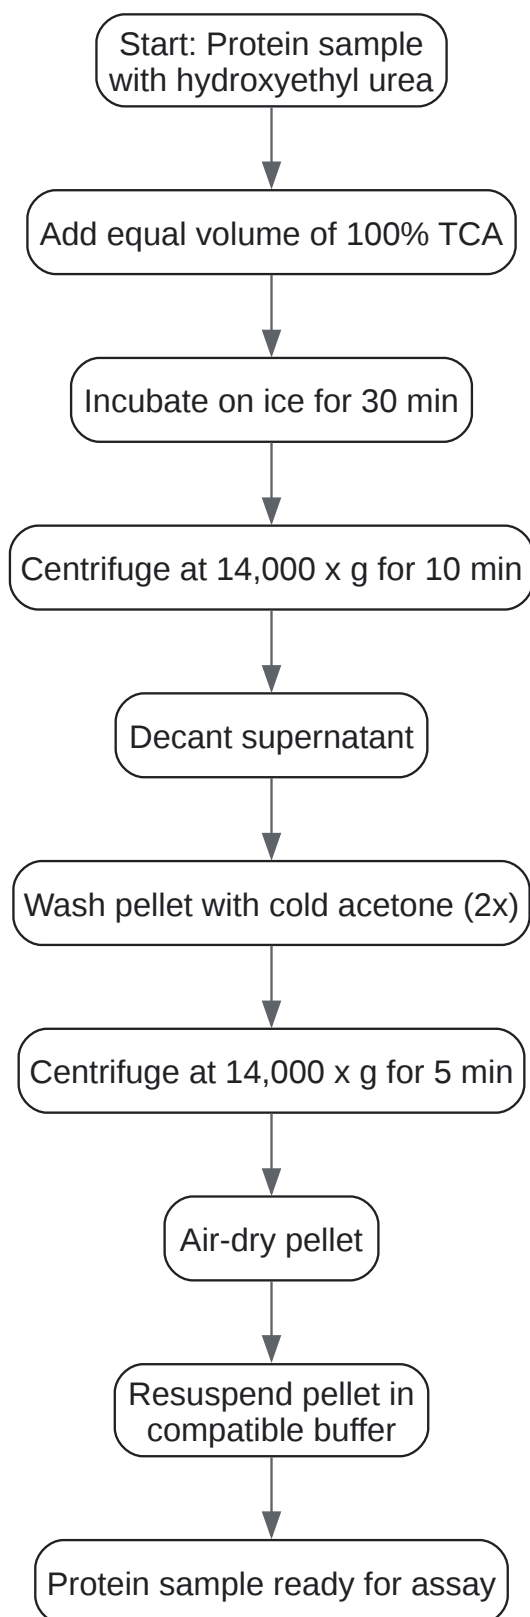 Start: Protein sample
with hydroxyethyl urea
Add equal volume of 100% TCA
Incubate on ice for 30 min
Centrifuge at 14,000 x g for 10 min
Decant supernatant
Wash pellet with cold acetone (2x)
Centrifuge at 14,000 x g for 5 min
Air-dry pellet
Resuspend pellet in
compatible buffer
Protein sample ready for assay